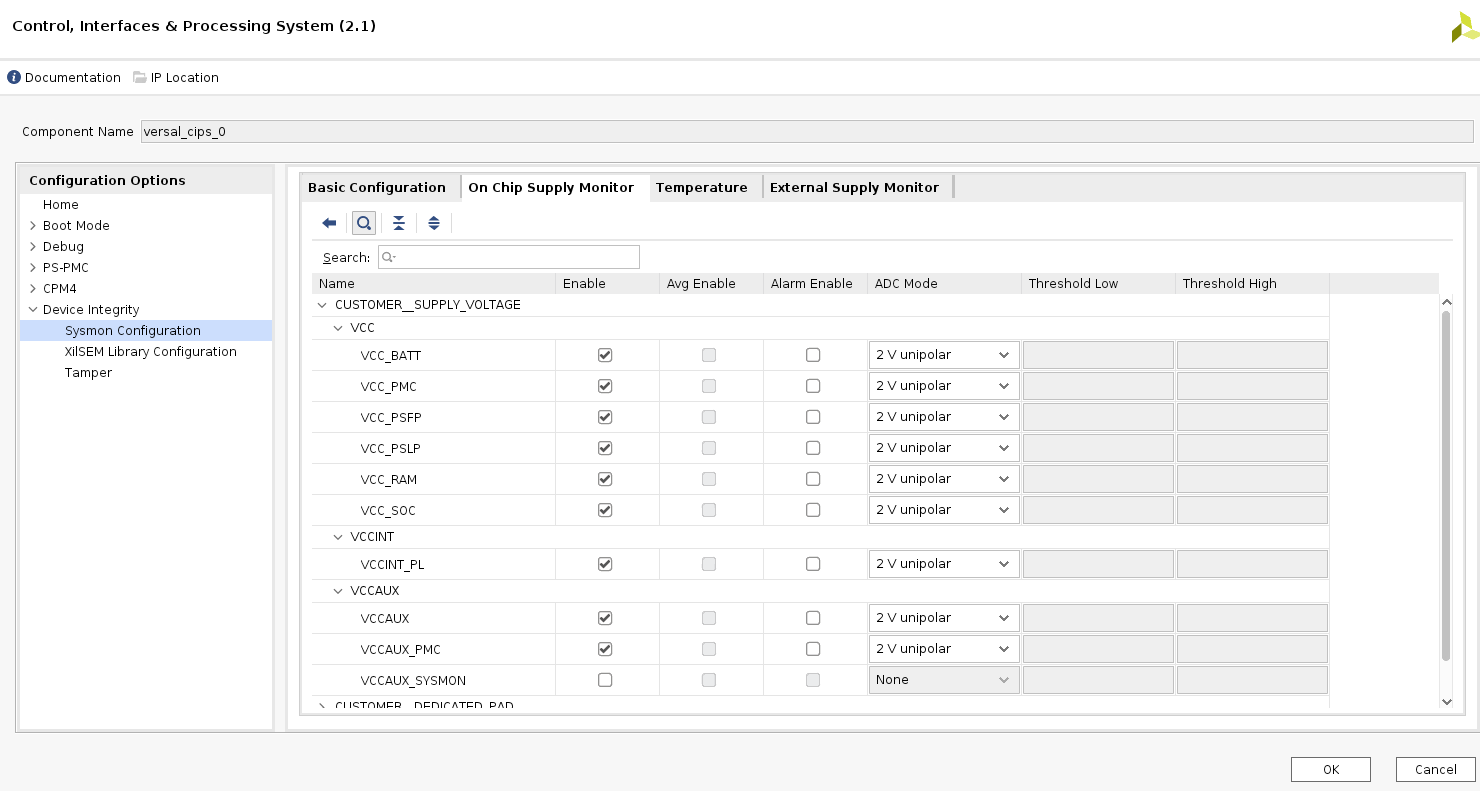 Control, Interfaces & Processing System (2.1)
Documentation IP Location
Component Name versal_cips_0
Configuration Options
Home
Boot Mode
Debug
PS-PMC
CPM4
Device Integrity
Sysmon Configuration
XilSEM Library Configuration
Tamper
Basic Configuration On Chip Supply Monitor Temperature External Supply Monitor
Search:
Name Enable Avg Enable Alarm Enable ADC Mode Threshold Low Threshold High
CUSTOMER__SUPPLY_VOLTAGE
VCC
VCC_BATT 2 V unipolar
VCC_PMC 2 V unipolar
VCC_PSFP 2 V unipolar
VCC_PSLP 2 V unipolar
VCC_RAM 2 V unipolar
VCC_SOC 2 V unipolar
VCCINT
VCCINT_PL 2 V unipolar
VCCAUX
VCCAUX 2 V unipolar
VCCAUX_PMC 2 V unipolar
VCCAUX_SYSMON None
CUSTOMER__DEDICATED_PAD
OK Cancel